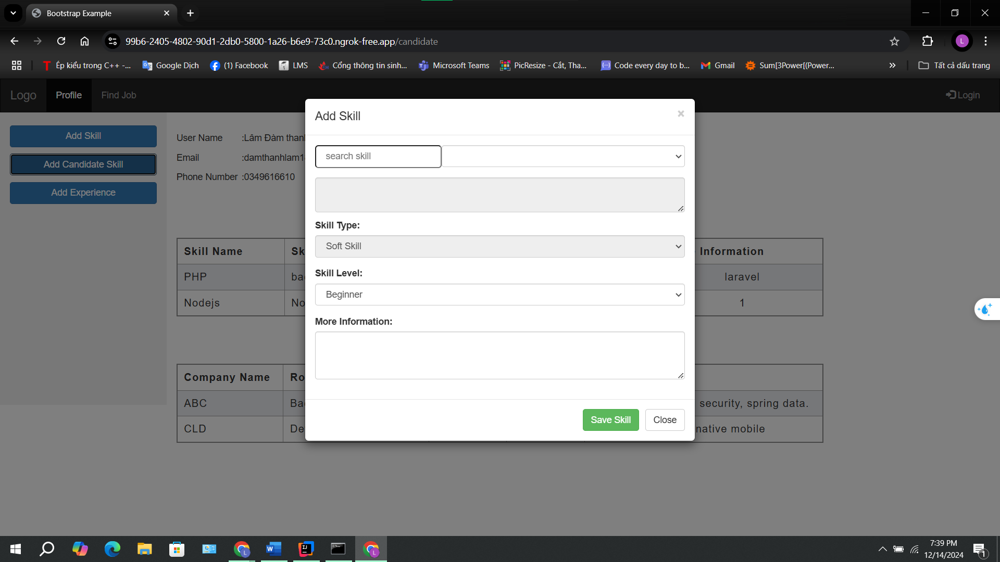 Bootstrap Example
99b6-2405-4802-90d1-2db0-5800-1a26-b6e9-73c0.ngrok-free.app/candidate
L
Ép kiểu trong C++ -...
Google Dịch
(1) Facebook
LMS
Cổng thông tin sinh...
Microsoft Teams
PicResize - Cắt, Tha...
Code every day to b...
Gmail
Sum[3Power[(Power...
Tất cả dấu trang
Logo
Profile
Find Job
Login
Add Skill
Add Candidate Skill
Add Experience
User Name :Lâm Đàm thanh
Email :damthanhlam1
Phone Number :0349616610
Skill Name
Sk
Information
PHP
ba
laravel
Nodejs
No
1
Company Name
Ro
ABC
Ba
security, spring data.
CLD
De
native mobile
Add Skill
×
search skill
Skill Type:
Soft Skill
Skill Level:
Beginner
More Information:
Save Skill
Close
7:39 PM
12/14/2024
1